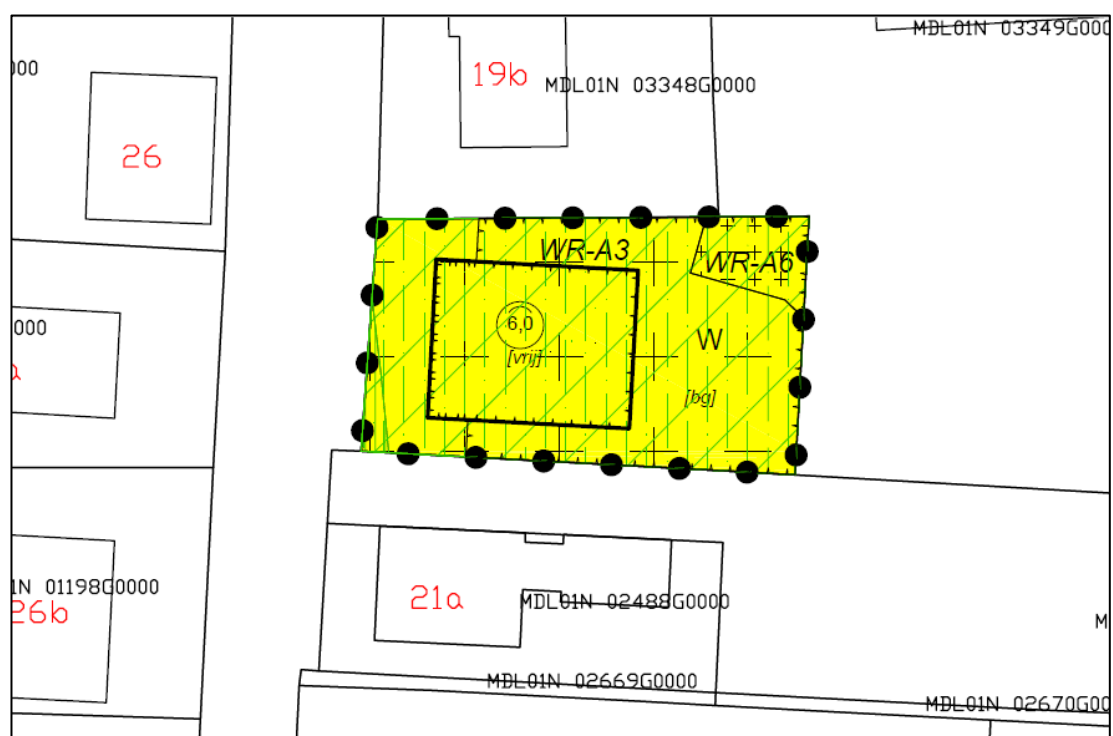 MDL01N 03349G000
000
19b
MDL01N 03348G0000
26
WR-A3
WR-A6
6,0
000
W
[vrij]
a
[bg]
1N 01198G0000
21a
MDL01N 02488G0000
26b
M
MDL01N 02669G0000
MDL01N 02670G00